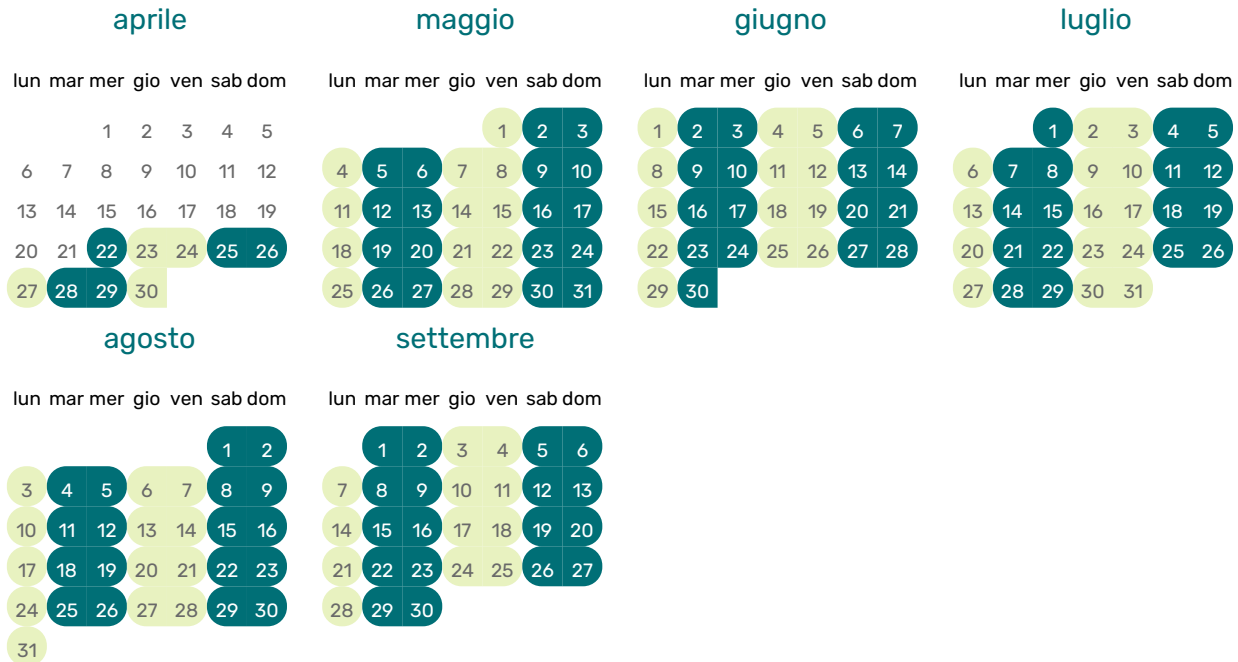 aprile maggio giugno luglio
lun mar mer gio ven sab dom lun mar mer gio ven sab dom lun mar mer gio ven sab dom lun mar mer gio ven sab dom
1 2 3 4 5 1 2 3 1 2 3 4 5 6 7 1 2 3 4 5
6 7 8 9 10 11 12 4 5 6 7 8 9 10 8 9 10 11 12 13 14 6 7 8 9 10 11 12
13 14 15 16 17 18 19 11 12 13 14 15 16 17 15 16 17 18 19 20 21 13 14 15 16 17 18 19
20 21 22 23 24 25 26 18 19 20 21 22 23 24 22 23 24 25 26 27 28 20 21 22 23 24 25 26
27 28 29 30 25 26 27 28 29 30 31 29 30 27 28 29 30 31
agosto settembre
lun mar mer gio ven sab dom lun mar mer gio ven sab dom
1 2 1 2 3 4 5 6
3 4 5 6 7 8 9 7 8 9 10 11 12 13
10 11 12 13 14 15 16 14 15 16 17 18 19 20
17 18 19 20 21 22 23 21 22 23 24 25 26 27
24 25 26 27 28 29 30 28 29 30
31